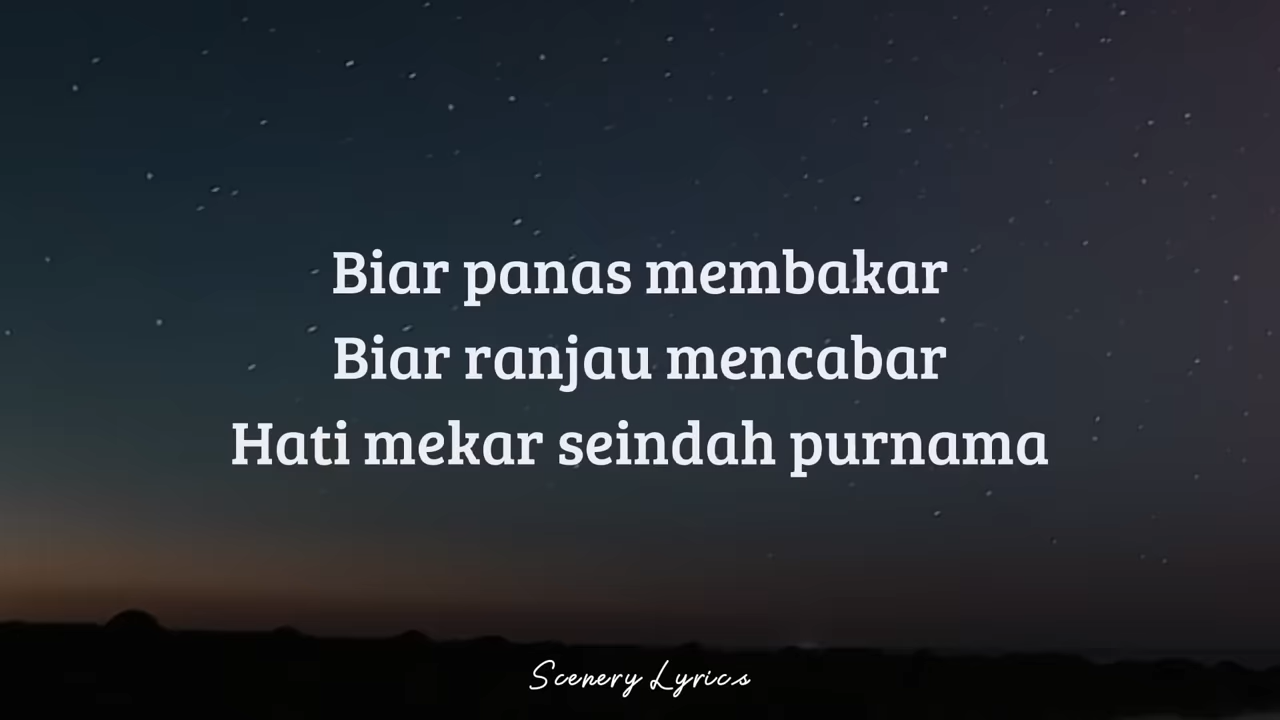 Biar panas membakar
Biar ranjau mencabar
Hati mekar seindah purnama
Scenery Lyrics